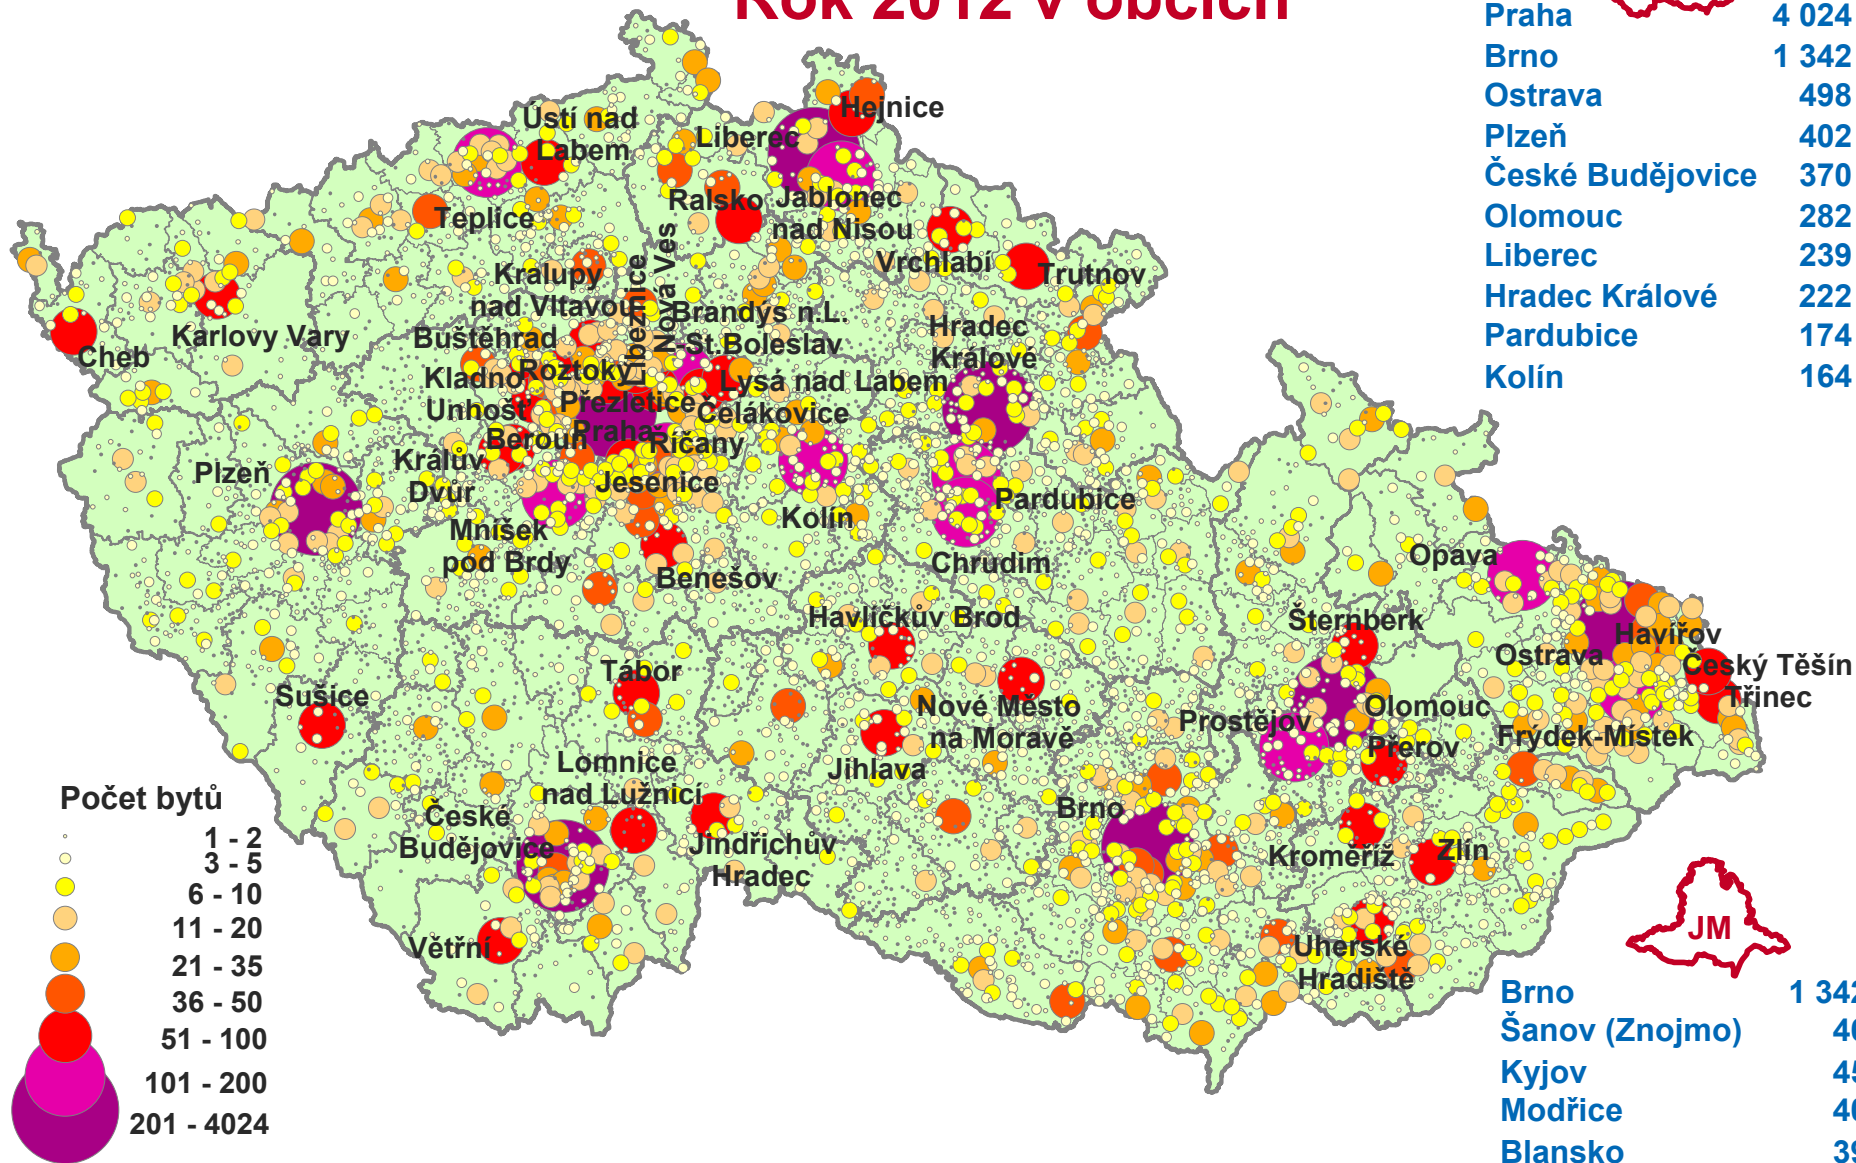 Rok 2012 v obcích
Praha 4 024
Brno 1 342
Ostrava 498
Plzeň 402
České Budějovice 370
Olomouc 282
Liberec 239
Hradec Králové 222
Pardubice 174
Kolín 164
Hejnice
Ústí nad
Labem
Liberec
Teplice
Ralsko
Jablonec
nad Nisou
Vrchlabí
Trutnov
Kralupy
nad Vltavou
Libeznice
Nová Ves
Brandýs n.L.
-St.Boleslav
Karlovy Vary
Cheb
Buštěhrad
Hradec
Králové
Kladno
Roztoky
Lysá nad Labem
Unhošť
Přezletice
Čelákovice
Praha
Beroun
Říčany
Plzeň
Králův
Dvůr
Jesenice
Kolín
Pardubice
Mníšek
pod Brdy
Benešov
Chrudim
Opava
Havlíčkův Brod
Šternberk
Havířov
Ostrava
Český Těšín
Třinec
Tábor
Sušice
Nové Město
na Moravě
Prostějov
Olomouc
Přerov
Frýdek-Místek
Jihlava
Lomnice
nad Lužnicí
České
Budějovice
Jindřichův
Hradec
Brno
Kroměříž
Zlín
Větřní
Uherské
Hradiště
Počet bytů
1 - 2
3 - 5
6 - 10
11 - 20
21 - 35
36 - 50
51 - 100
101 - 200
201 - 4024
JM
Brno 1 342
Šanov (Znojmo)
Kyjov 45
Modřice
Blansko 39